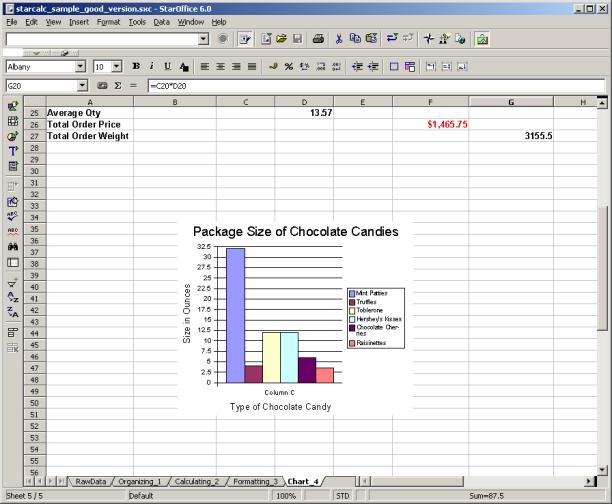 starcalc_sample_good_version.sxc - StarOffice 6.0
File Edit View Insert Format Tools Data Window Help
Albany 10 B i U A
G20 Σ = =C20*D20
A B C D E F G H
25 Average Qty 13.57
26 Total Order Price $1,465.75
27 Total Order Weight 3155.5
28
29
30
31
32
33
34
35
36
37
38
39
40
41
42
43
44
45
46
47
48
49
50
51
52
53
54
55
56
Package Size of Chocolate Candies
32.5
30
27.5
25
22.5
20
17.5
15
12.5
10
7.5
5
2.5
0
Size in Ounces
Column C
Type of Chocolate Candy
Mint Patties
Truffles
Toblerone
Hershey's Kisses
Chocolate Cher-
ries
Raisinettes
RawData Organizing_1 Calculating_2 Formatting_3 Chart_4
Sheet 5 / 5 Default 100% STD Sum=87.5